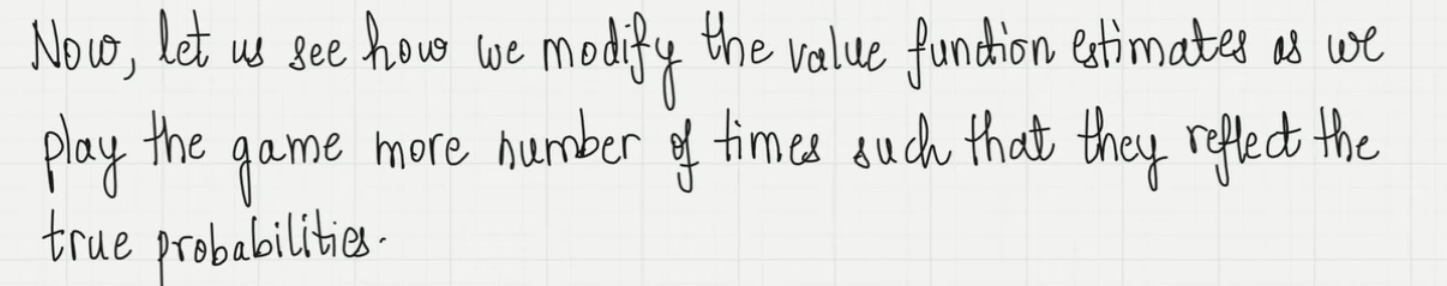 Now, let us see how we modify the value function estimates as we
play the game more number of times such that they reflect the
true probabilities.